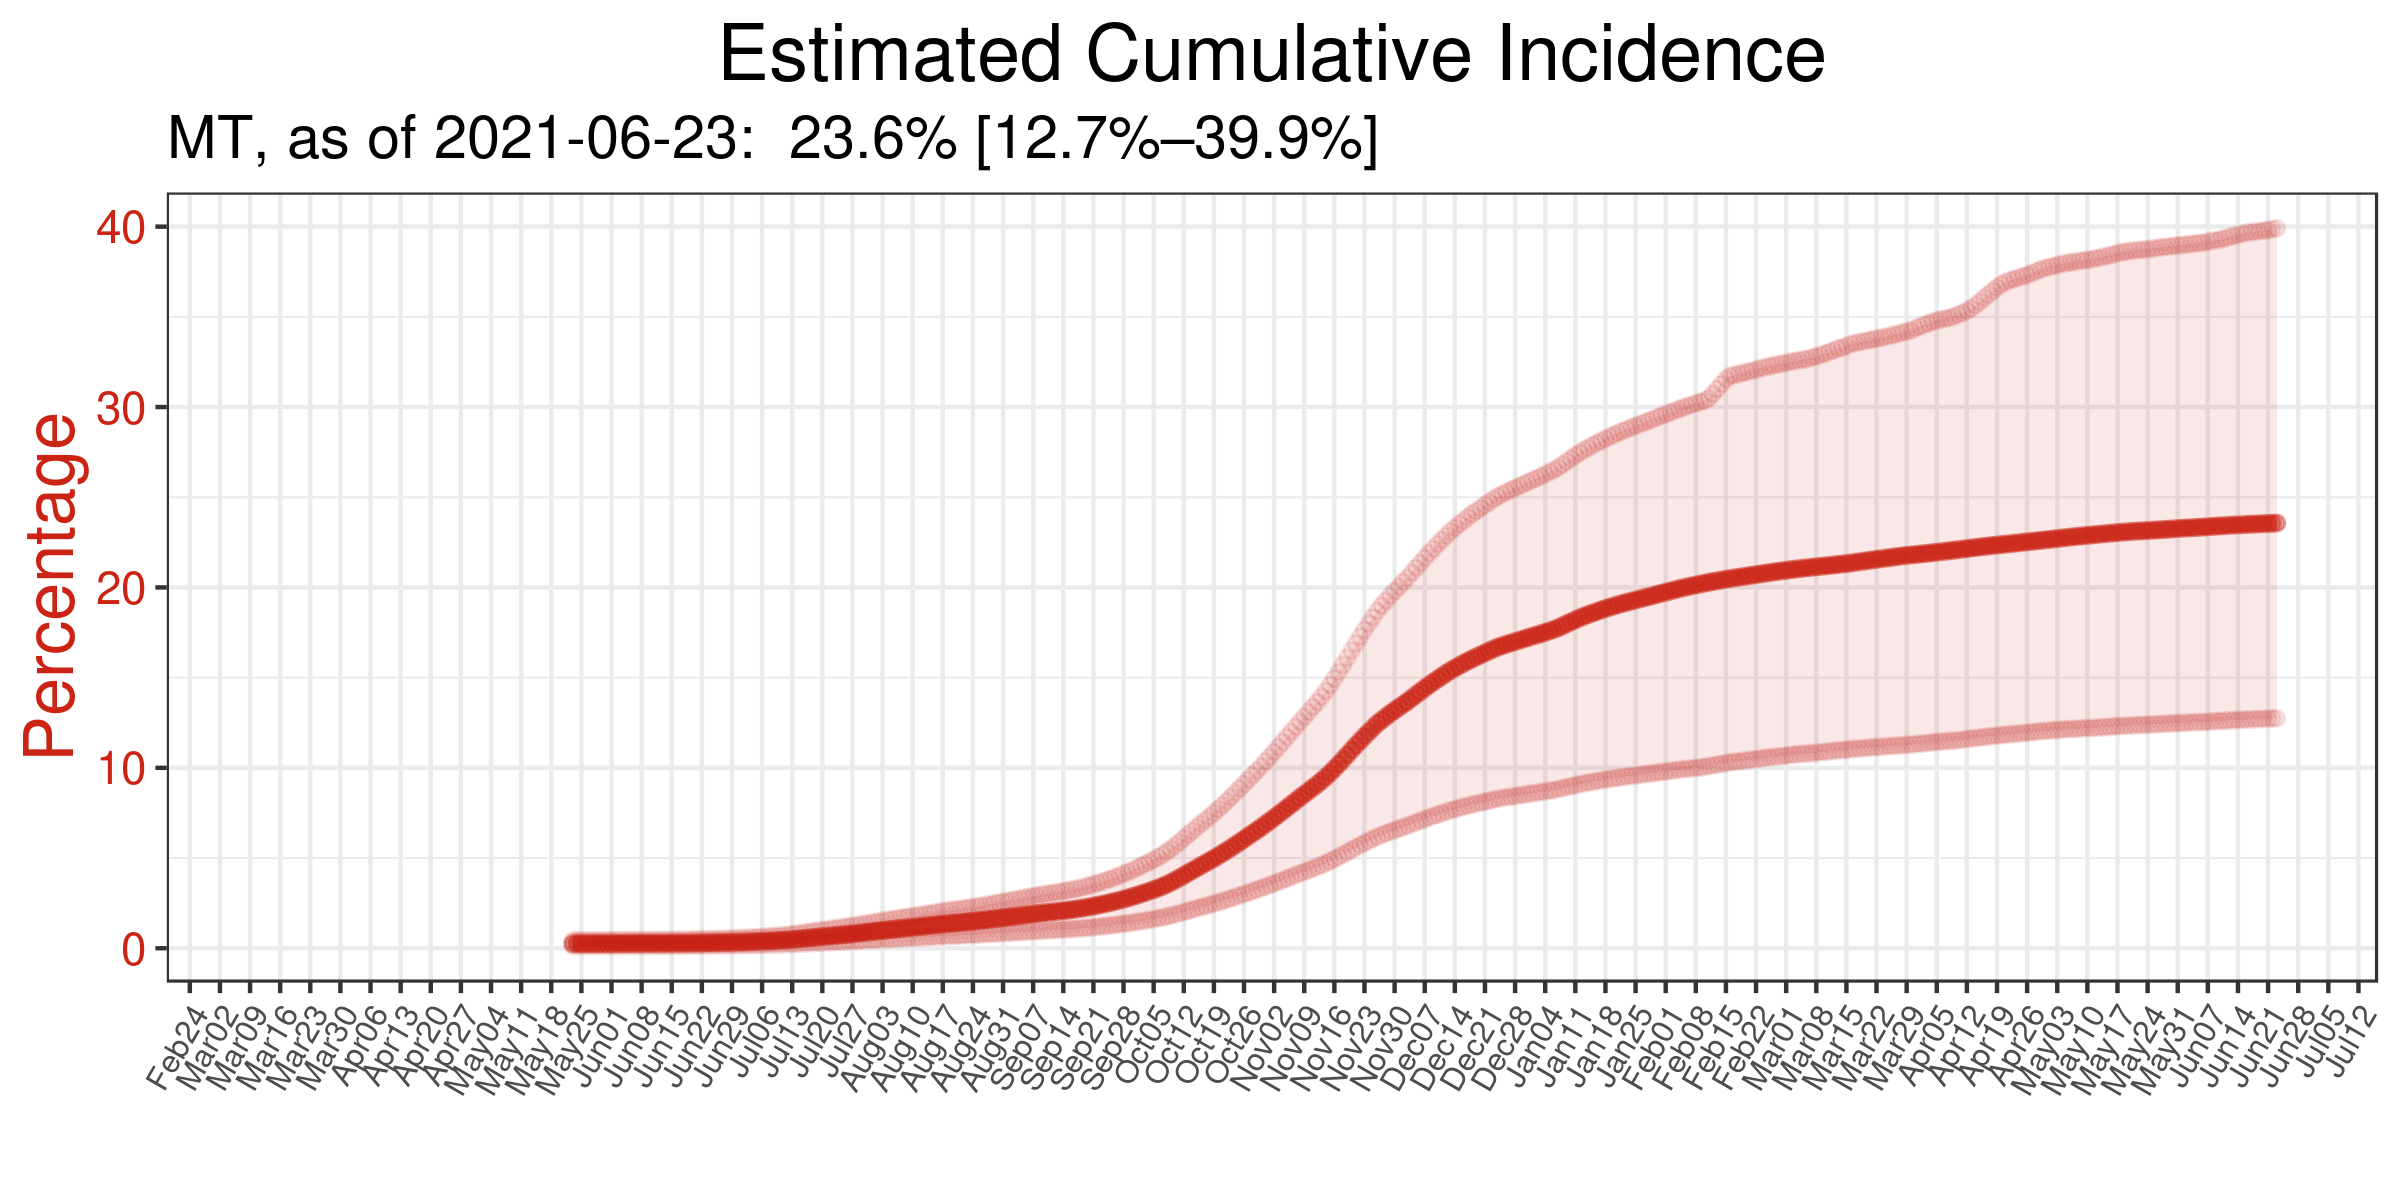 Estimated Cumulative Incidence
MT, as of 2021-06-23:  23.6% [12.7%–39.9%]
Percentage
40
30
20
10
0
Feb24
Mar02
Mar09
Mar16
Mar23
Mar30
Apr06
Apr13
Apr20
Apr27
May04
May11
May18
May25
Jun01
Jun08
Jun15
Jun22
Jun29
Jul06
Jul13
Jul20
Jul27
Aug03
Aug10
Aug17
Aug24
Aug31
Sep07
Sep14
Sep21
Sep28
Oct05
Oct12
Oct19
Oct26
Nov02
Nov09
Nov16
Nov23
Nov30
Dec07
Dec14
Dec21
Dec28
Jan04
Jan11
Jan18
Jan25
Feb01
Feb08
Feb15
Feb22
Mar01
Mar08
Mar15
Mar22
Mar29
Apr05
Apr12
Apr19
Apr26
May03
May10
May17
May24
May31
Jun07
Jun14
Jun21
Jun28
Jul05
Jul12